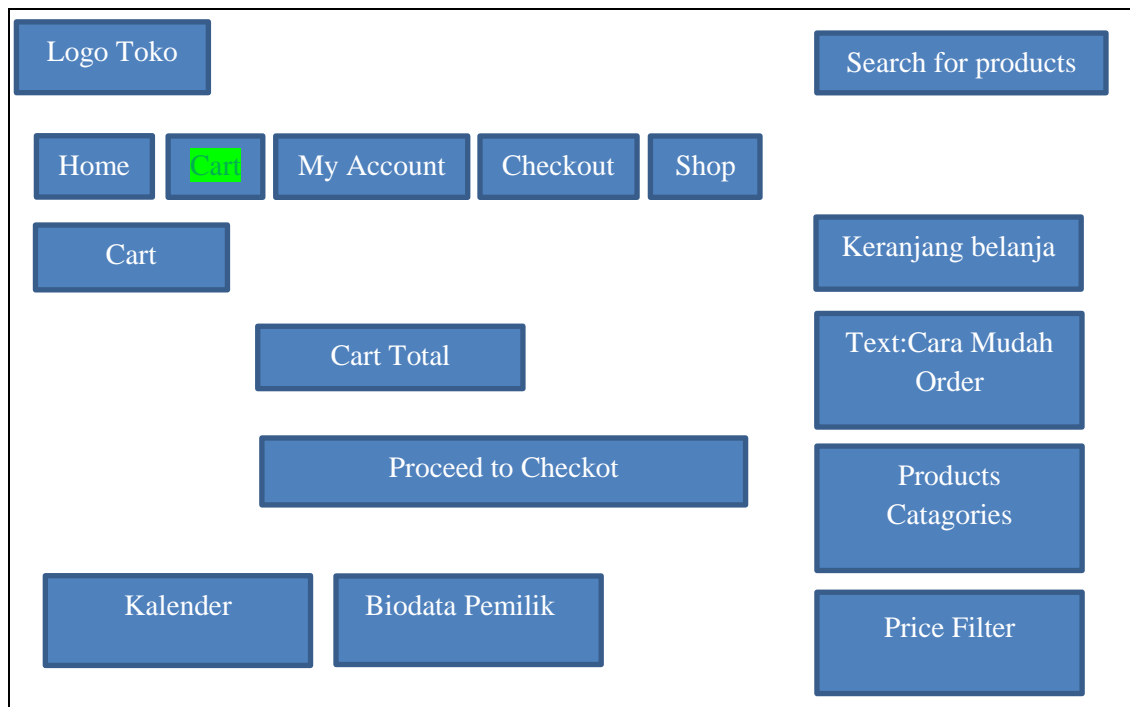 Logo Toko
Search for products
Home
Cart
My Account
Checkout
Shop
Cart
Keranjang belanja
Cart Total
Text:Cara Mudah
Order
Proceed to Checkot
Products
Catagories
Kalender
Biodata Pemilik
Price Filter